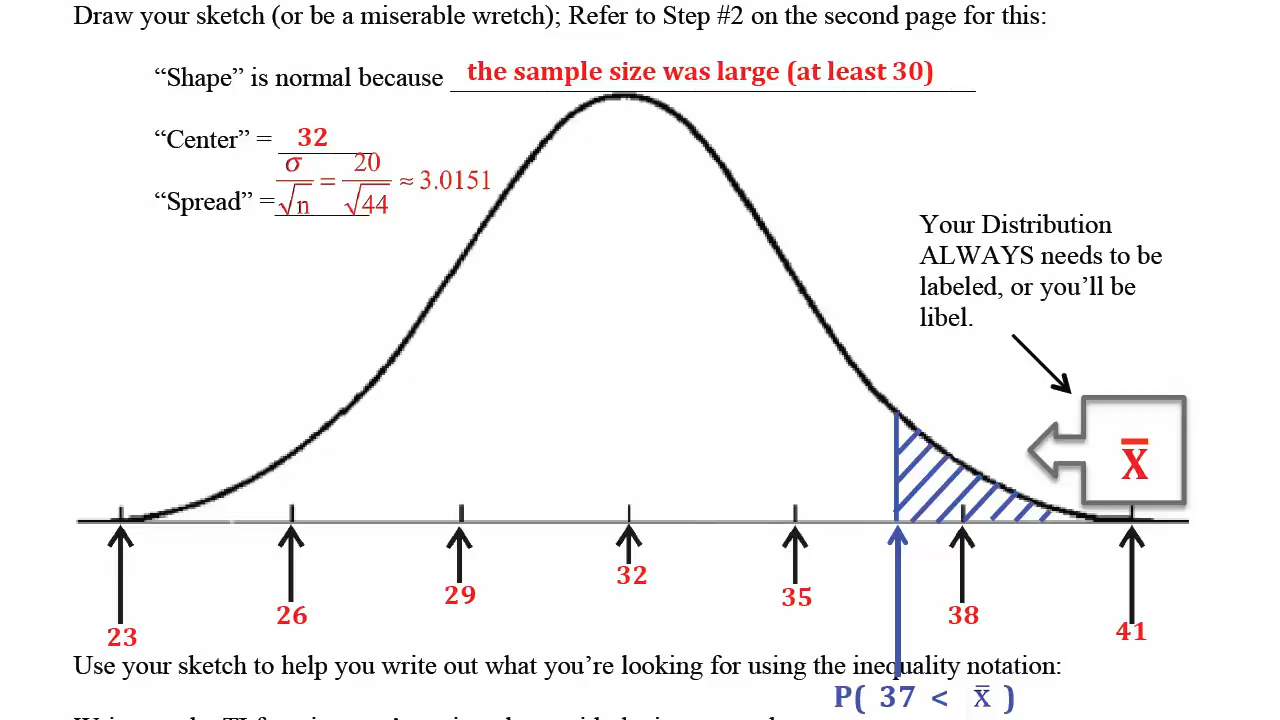 Draw your sketch (or be a miserable wretch); Refer to Step #2 on the second page for this:
“Shape” is normal because the sample size was large (at least 30)
“Center” = 32
“Spread” = σ/√n = 20/√44 ≈ 3.0151
Your Distribution
ALWAYS needs to be
labeled, or you’ll be
libel.
X̅
23 26 29 32 35 38 41
Use your sketch to help you write out what you’re looking for using the inequality notation:
P( 37 < x̅ )